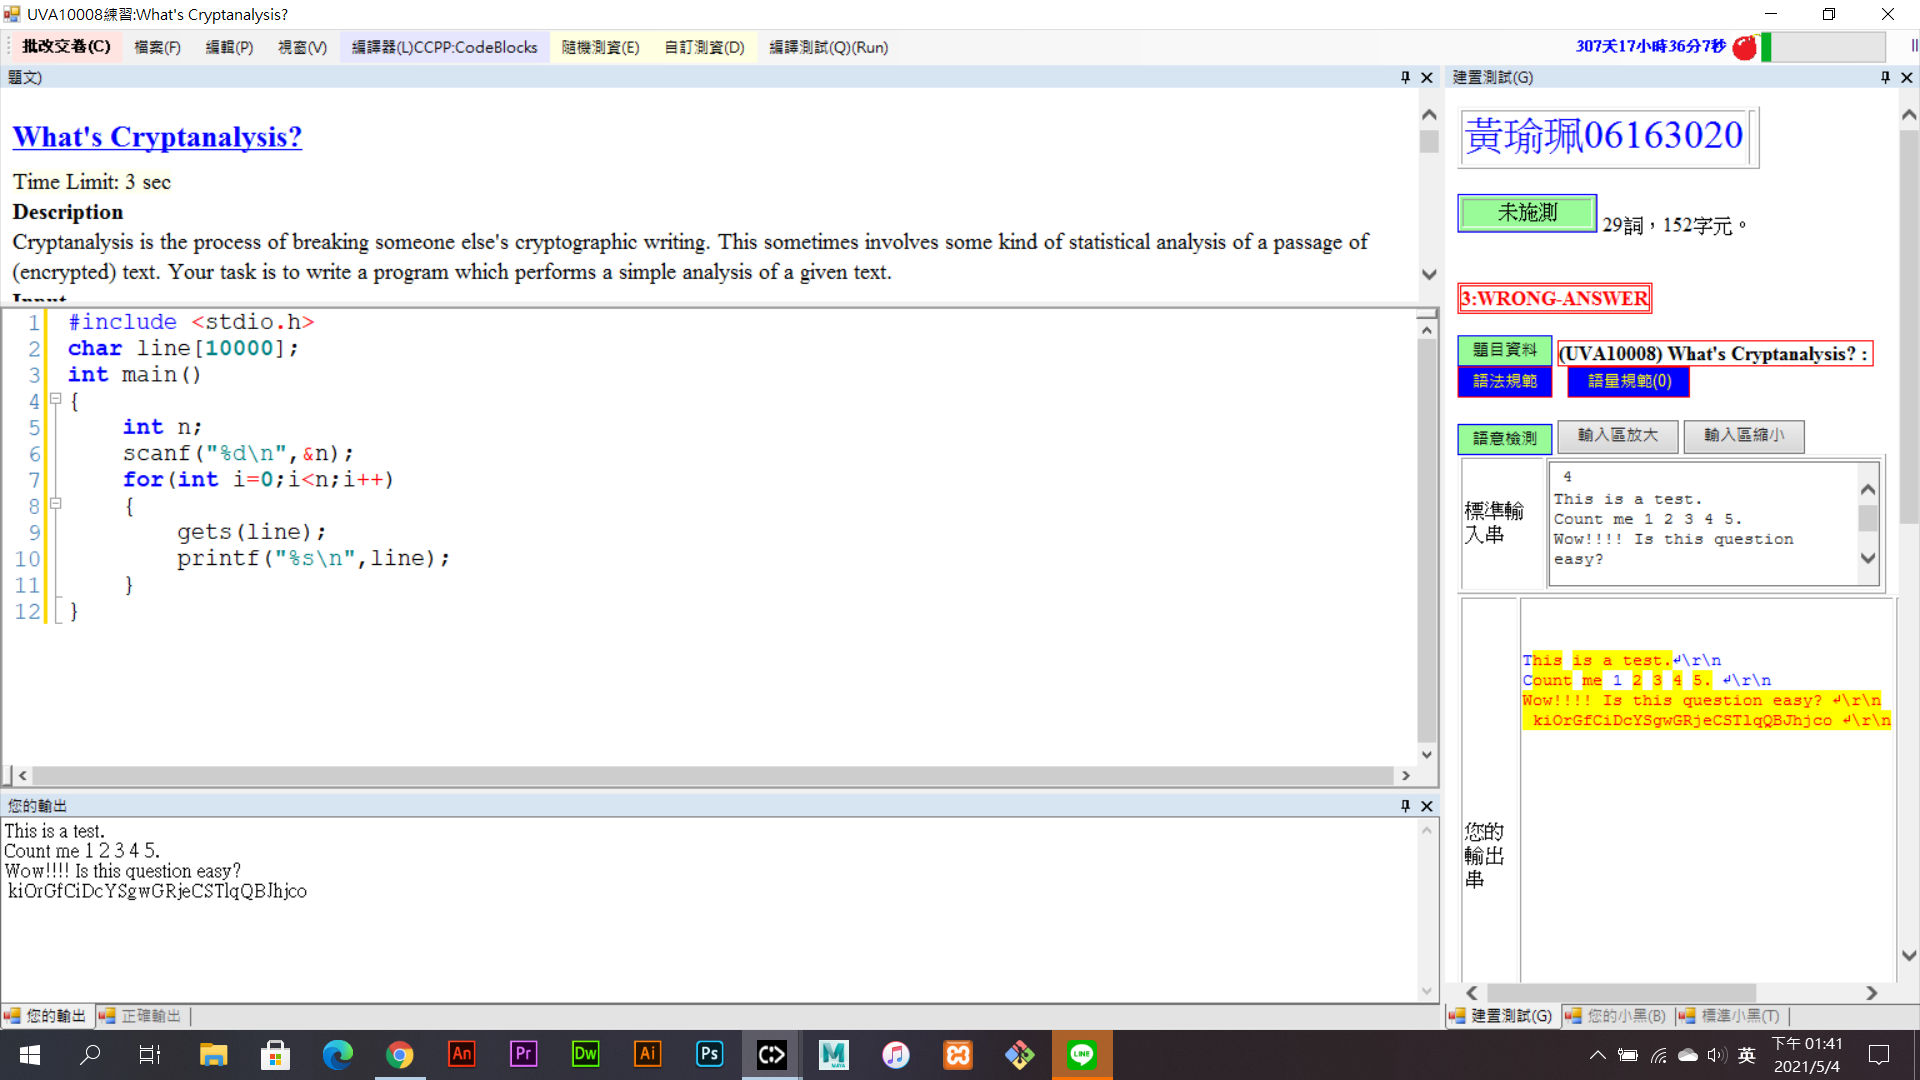 UVA10008練習:What's Cryptanalysis?
批改交卷(C) 檔案(F) 編輯(P) 視窗(V) 編譯器(L)CCPP:CodeBlocks 隨機測資(E) 自訂測資(D) 編譯測試(Q)(Run) 307天17小時36分7秒
題文)
What's Cryptanalysis?
Time Limit: 3 sec
Description
Cryptanalysis is the process of breaking someone else's cryptographic writing. This sometimes involves some kind of statistical analysis of a passage of
(encrypted) text. Your task is to write a program which performs a simple analysis of a given text.
Input
1 #include <stdio.h>
2 char line[10000];
3 int main()
4 {
5 int n;
6 scanf("%d\n",&n);
7 for(int i=0;i<n;i++)
8 {
9 gets(line);
10 printf("%s\n",line);
11 }
12 }
您的輸出
This is a test.
Count me 1 2 3 4 5.
Wow!!!! Is this question easy?
kiOrGfCiDcYSgwGRjeCSTlqQBJhjco
您的輸出 正確輸出
建置測試(G)
黃瑜珮06163020
未施測 29詞，152字元。
3:WRONG-ANSWER
題目資料 (UVA10008) What's Cryptanalysis? :
語法規範 語量規範(0)
語意檢測 輸入區放大 輸入區縮小
標準輸入串
4
This is a test.
Count me 1 2 3 4 5.
Wow!!!! Is this question
easy?
您的輸出串
This is a test.↲\r\n
Count me 1 2 3 4 5. ↲\r\n
Wow!!!! Is this question easy? ↲\r\n
kiOrGfCiDcYSgwGRjeCSTlqQBJhjco ↲\r\n
建置測試(G) 您的小黑(B) 標準小黑(T)
An Pr Dw Ai Ps M MAYA LINE 英
下午 01:41
2021/5/4